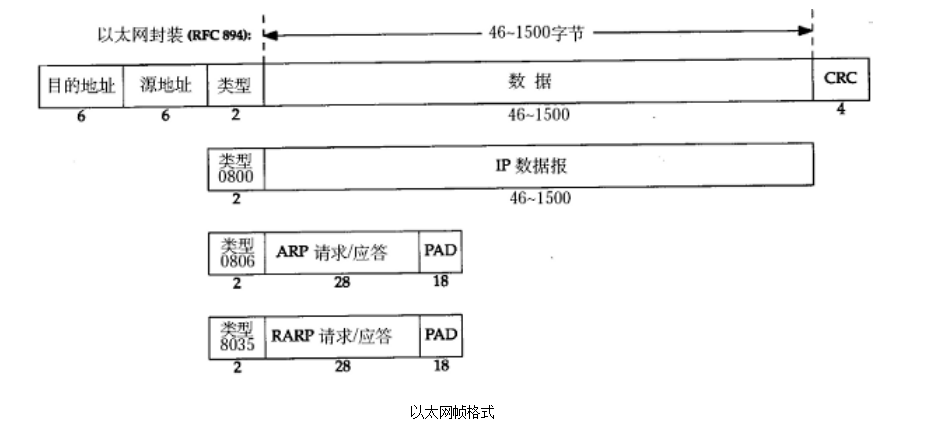 以太网封装 (RFC 894):
46~1500字节
目的地址 源地址 类型 数 据 CRC
6 6 2 46~1500 4
类型
0800 IP 数据报
2 46~1500
类型
0806 ARP 请求/应答 PAD
2 28 18
类型
8035 RARP 请求/应答 PAD
2 28 18
以太网帧格式